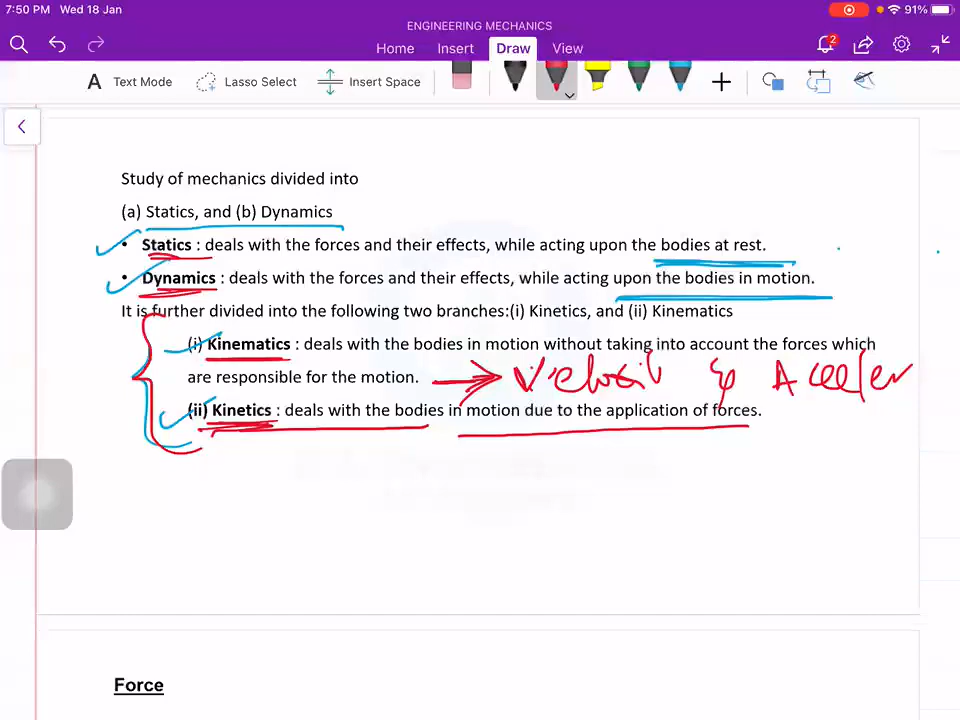 7:50 PM Wed 18 Jan
91%
ENGINEERING MECHANICS
Home Insert Draw View
2
A Text Mode Lasso Select Insert Space
Study of mechanics divided into
(a) Statics, and (b) Dynamics
• Statics : deals with the forces and their effects, while acting upon the bodies at rest.
• Dynamics : deals with the forces and their effects, while acting upon the bodies in motion.
It is further divided into the following two branches:(i) Kinetics, and (ii) Kinematics
(i) Kinematics : deals with the bodies in motion without taking into account the forces which
are responsible for the motion. → Velocit & Acceler
(ii) Kinetics : deals with the bodies in motion due to the application of forces.
Force